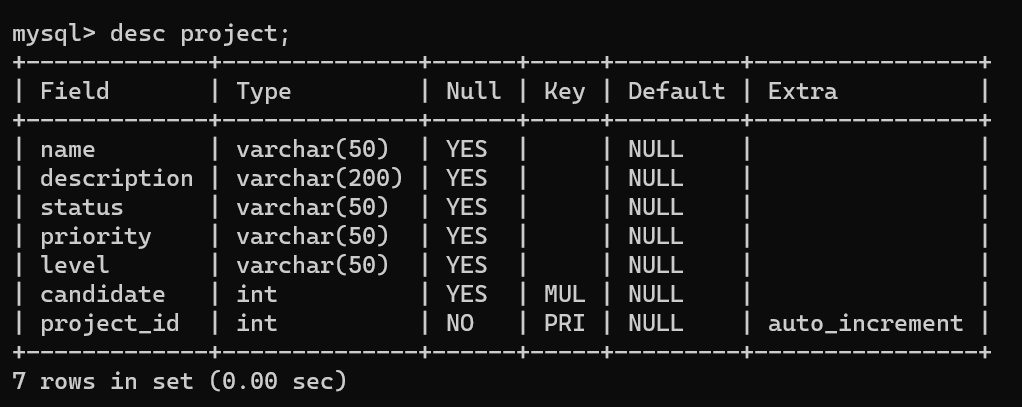 mysql> desc project;
+-------------+--------------+------+-----+---------+----------------+
| Field       | Type         | Null | Key | Default | Extra          |
+-------------+--------------+------+-----+---------+----------------+
| name        | varchar(50)  | YES  |     | NULL    |                |
| description | varchar(200) | YES  |     | NULL    |                |
| status      | varchar(50)  | YES  |     | NULL    |                |
| priority    | varchar(50)  | YES  |     | NULL    |                |
| level       | varchar(50)  | YES  |     | NULL    |                |
| candidate   | int          | YES  | MUL | NULL    |                |
| project_id  | int          | NO   | PRI | NULL    | auto_increment |
+-------------+--------------+------+-----+---------+----------------+
7 rows in set (0.00 sec)